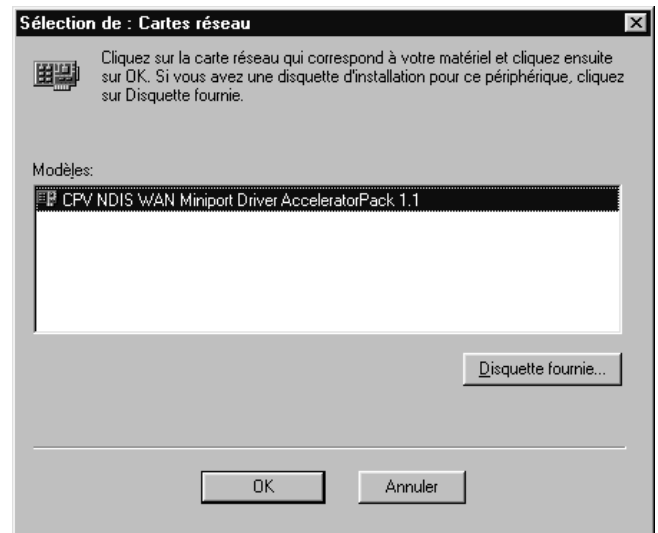 Sélection de : Cartes réseau
Cliquez sur la carte réseau qui correspond à votre matériel et cliquez ensuite
sur OK. Si vous avez une disquette d'installation pour ce périphérique, cliquez
sur Disquette fournie.
Modèles:
CPV NDIS WAN Miniport Driver AcceleratorPack 1.1
Disquette fournie...
OK
Annuler